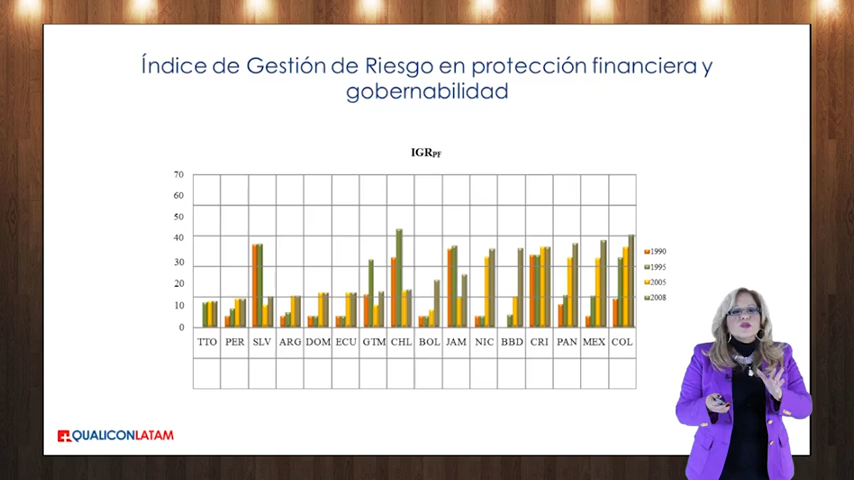 Índice de Gestión de Riesgo en protección financiera y
gobernabilidad
IGRPF
70
60
50
40
30
20
10
0
TTO PER SLV ARG DOM ECU GTM CHL BOL JAM NIC BBD CRI PAN MEX COL
1990
1995
2005
2008
QUALICONLATAM